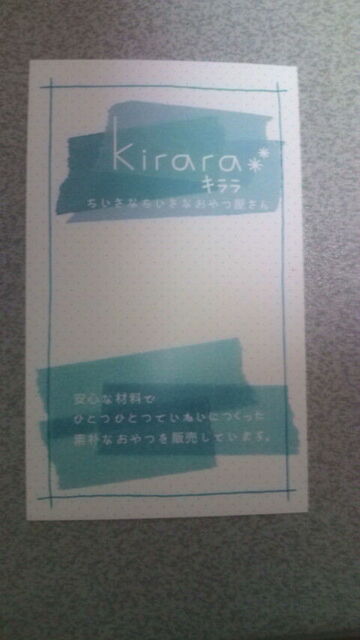 kirara
キララ
ちいさなちいさなおやつ屋さん
安心な材料で
ひとつひとつていねいにつくった
素朴なおやつを販売しています。